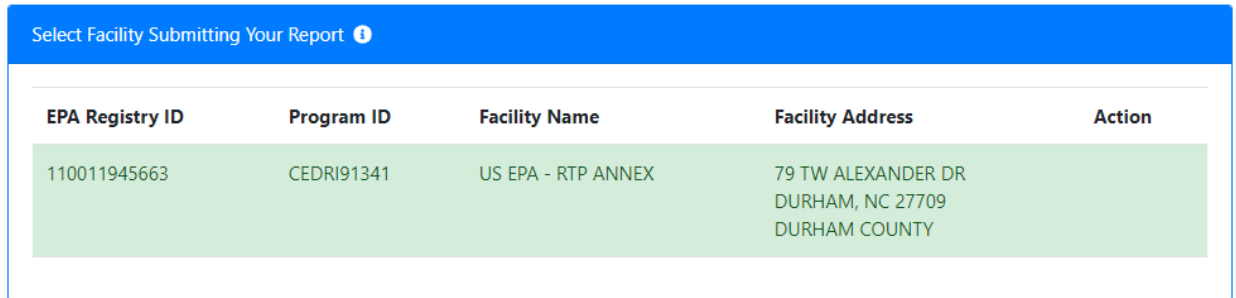 Select Facility Submitting Your Report
EPA Registry ID Program ID Facility Name Facility Address Action
110011945663 CEDRI91341 US EPA - RTP ANNEX 79 TW ALEXANDER DR
DURHAM, NC 27709
DURHAM COUNTY